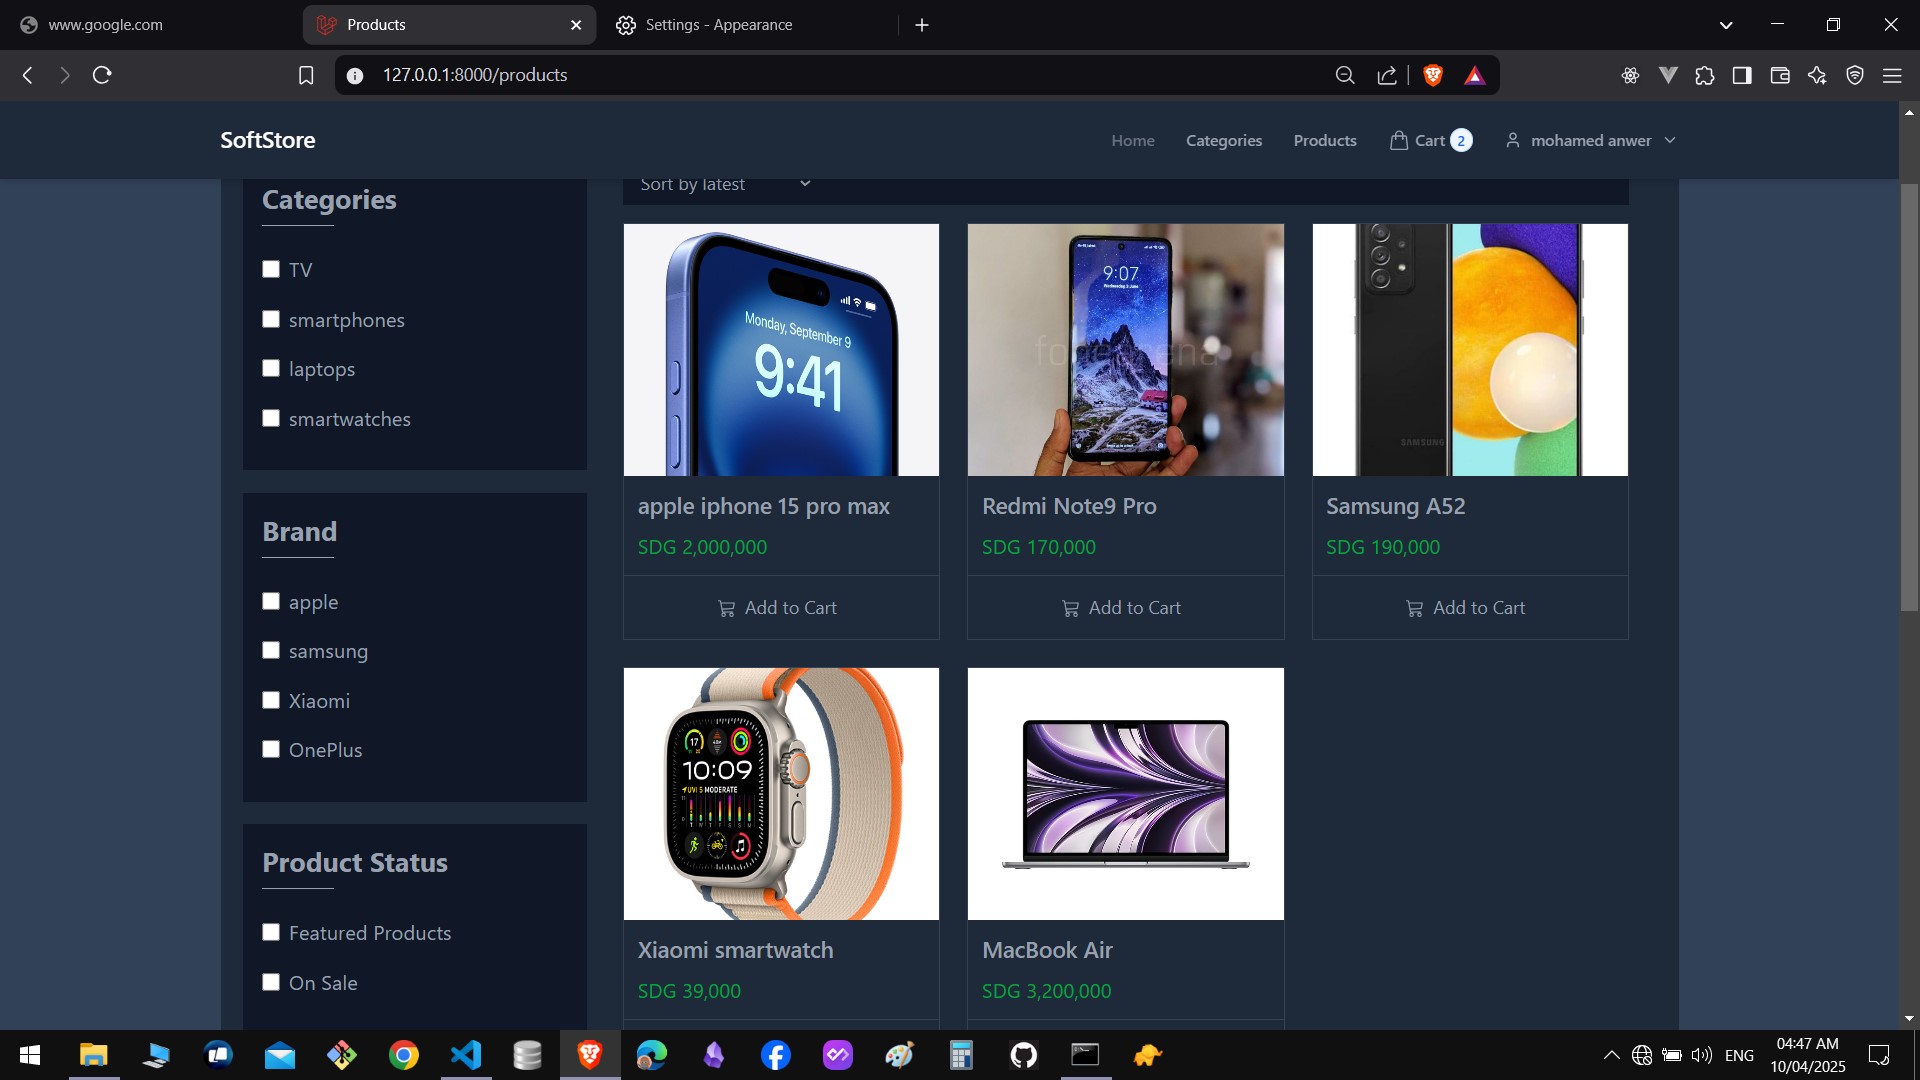 www.google.com
Products
Settings - Appearance
127.0.0.1:8000/products
SoftStore
Home
Categories
Products
Cart 2
mohamed anwer
Categories
TV
smartphones
laptops
smartwatches
Brand
apple
samsung
Xiaomi
OnePlus
Product Status
Featured Products
On Sale
Sort by latest
Monday, September 9
9:41
9:07
SAMSUNG
apple iphone 15 pro max
SDG 2,000,000
Add to Cart
Redmi Note9 Pro
SDG 170,000
Add to Cart
Samsung A52
SDG 190,000
Add to Cart
17
10:09
UVI 5 MODERATE
Xiaomi smartwatch
SDG 39,000
MacBook Air
SDG 3,200,000
ENG
04:47 AM
10/04/2025